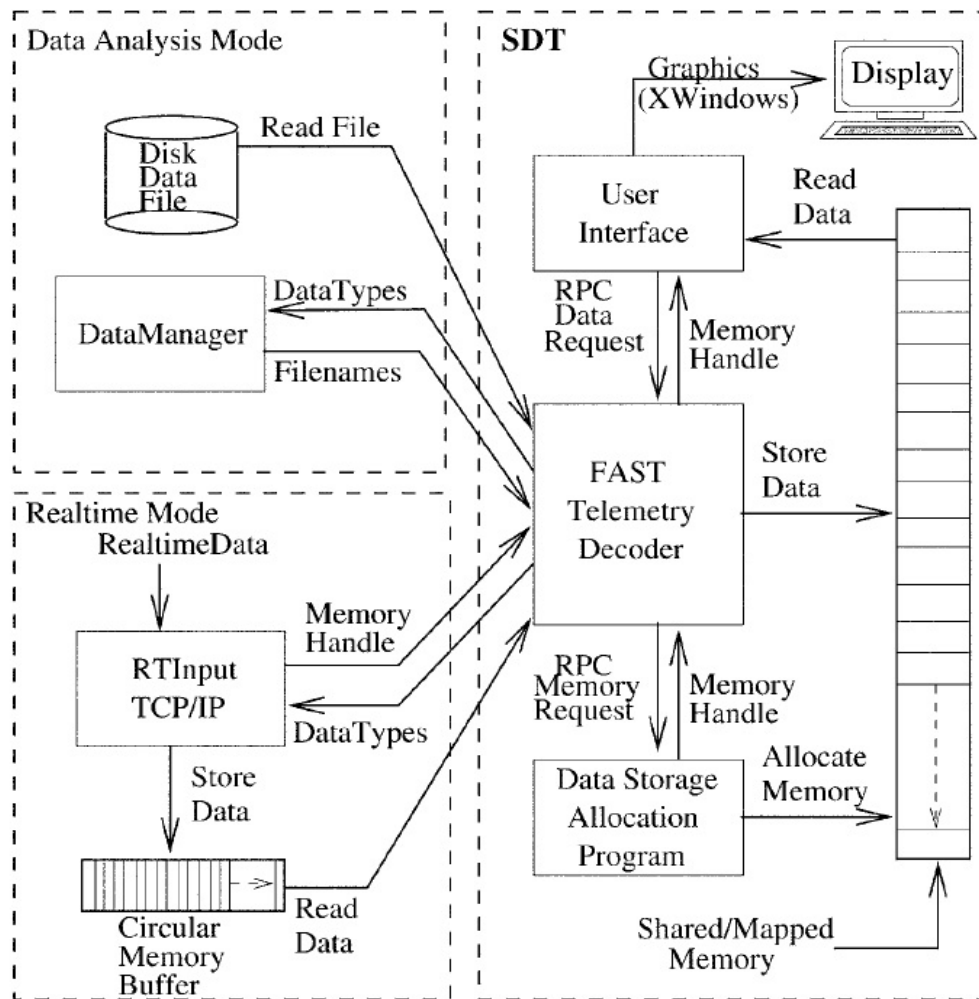 Data Analysis Mode
Read File
Disk
Data
File
DataTypes
DataManager
Filenames
Realtime Mode
RealtimeData
Memory
Handle
RTInput
TCP/IP
DataTypes
Store
Data
Read
Data
Circular
Memory
Buffer
SDT
Graphics
(XWindows)
Display
User
Interface
Read
Data
RPC
Data
Request
Memory
Handle
FAST
Telemetry
Decoder
Store
Data
RPC
Memory
Request
Memory
Handle
Data Storage
Allocation
Program
Allocate
Memory
Shared/Mapped
Memory